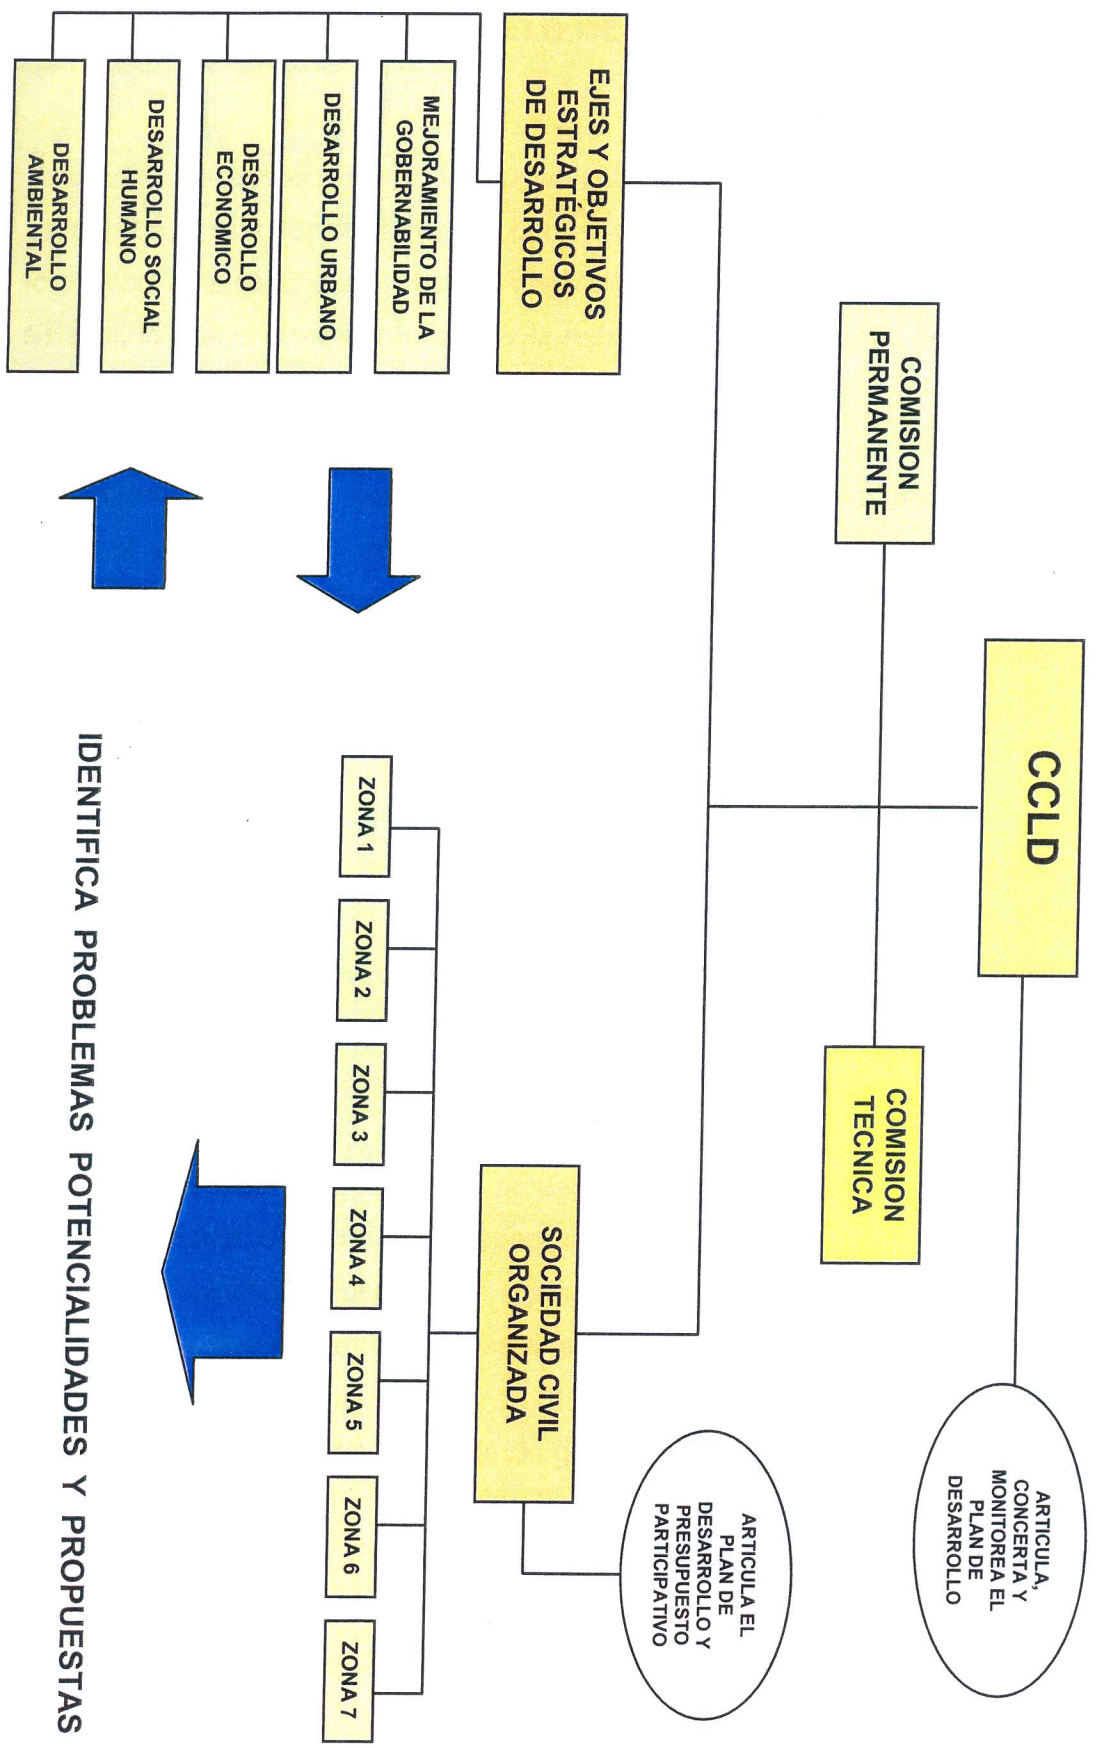 CCLD
ARTICULA,
CONCERTA Y
MONITOREA EL
PLAN DE
DESARROLLO
COMISION
PERMANENTE
COMISION
TECNICA
ARTICULA EL
PLAN DE
DESARROLLO Y
PRESUPUESTO
PARTICIPATIVO
EJES Y OBJETIVOS
ESTRATÉGICOS
DE DESARROLLO
SOCIEDAD CIVIL
ORGANIZADA
MEJORAMIENTO DE LA
GOBERNABILIDAD
DESARROLLO URBANO
DESARROLLO
ECONOMICO
DESARROLLO SOCIAL
HUMANO
DESARROLLO
AMBIENTAL
ZONA 1
ZONA 2
ZONA 3
ZONA 4
ZONA 5
ZONA 6
ZONA 7
IDENTIFICA PROBLEMAS POTENCIALIDADES Y PROPUESTAS